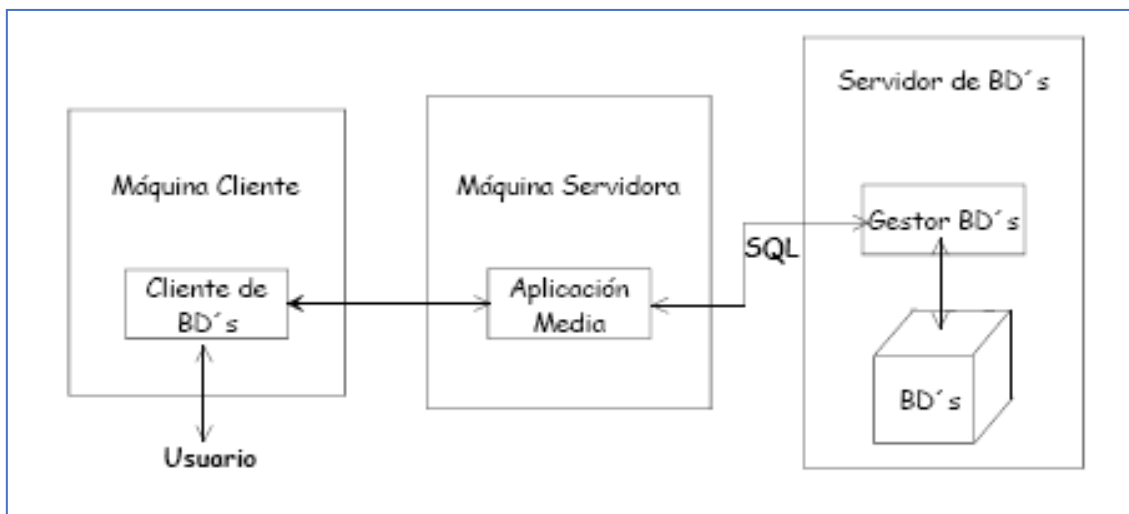 Servidor de BD´s
Máquina Cliente
Máquina Servidora
Gestor BD´s
SQL
Cliente de
BD´s
Aplicación
Media
BD´s
Usuario